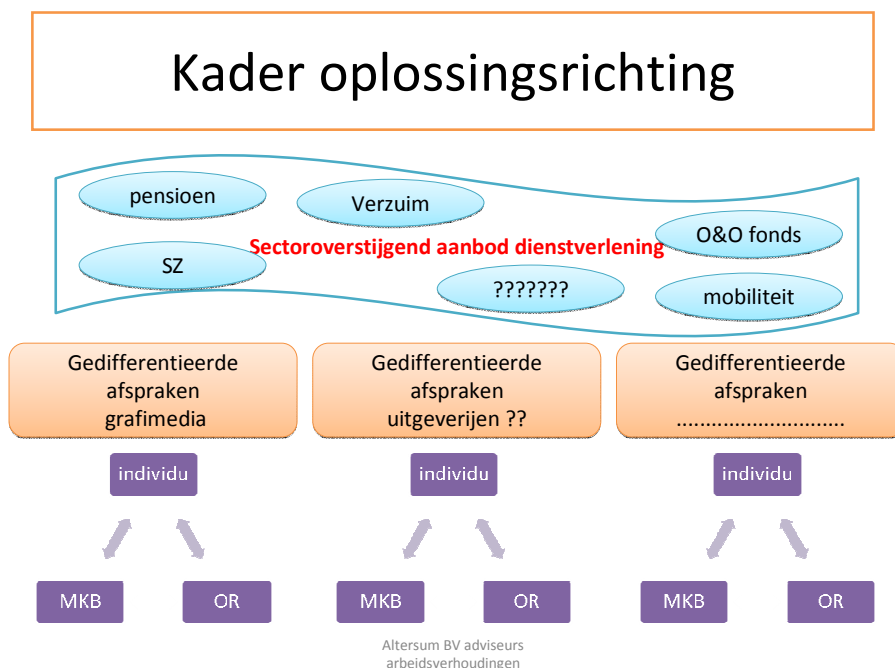 Kader oplossingsrichting
pensioen
Verzuim
O&O fonds
Sectoroverstijgend aanbod dienstverlening
SZ
???????
mobiliteit
Gedifferentieerde
afspraken
grafimedia
Gedifferentieerde
afspraken
uitgeverijen ??
Gedifferentieerde
afspraken
............................
individu
individu
individu
MKB
OR
MKB
OR
MKB
OR
Altersum BV adviseurs
arbeidsverhoudingen